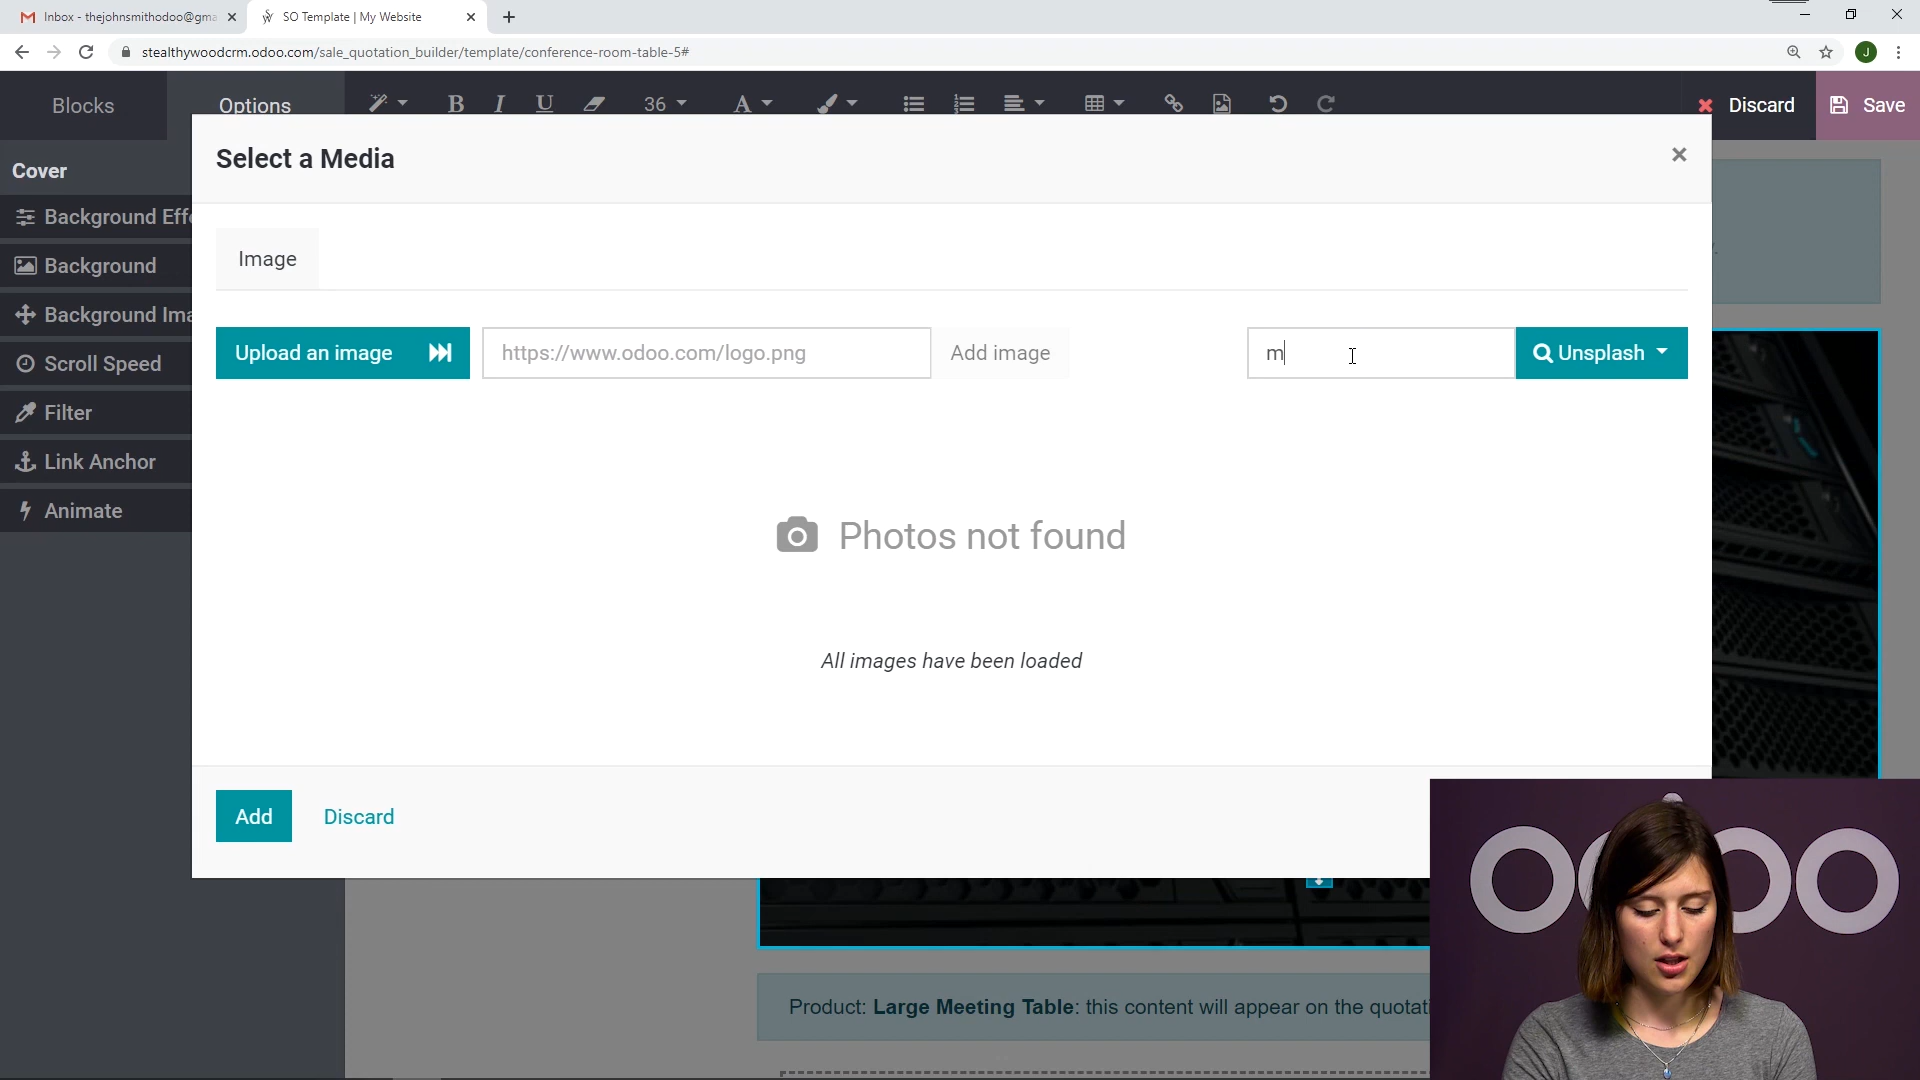 Inbox - thejohnsmithodoo@gma
SO Template | My Website
stealthywoodcrm.odoo.com/sale_quotation_builder/template/conference-room-table-5#
J
Blocks
Options
B I U
36
A
Discard
Save
Cover
Background Effe
Background
Background Ima
Scroll Speed
Filter
Link Anchor
Animate
Select a Media
Image
Upload an image
https://www.odoo.com/logo.png
Add image
m
Unsplash
Photos not found
All images have been loaded
Add
Discard
odoo
Product: Large Meeting Table: this content will appear on the quotati